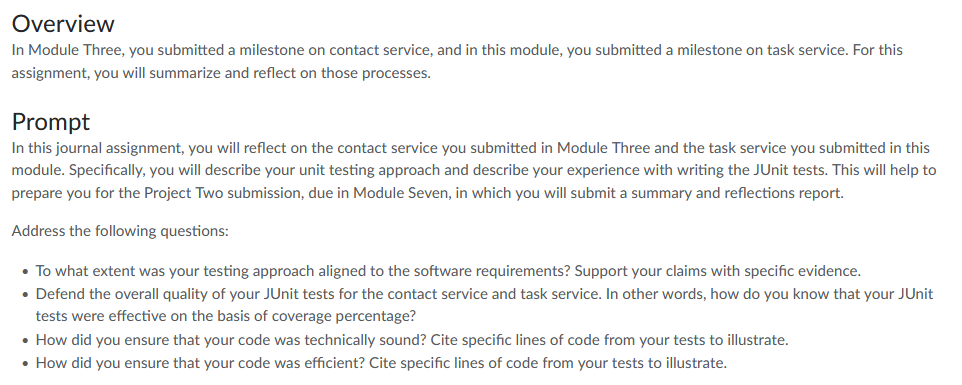 Overview
In Module Three, you submitted a milestone on contact service, and in this module, you submitted a milestone on task service. For this
assignment, you will summarize and reflect on those processes.
Prompt
In this journal assignment, you will reflect on the contact service you submitted in Module Three and the task service you submitted in this
module. Specifically, you will describe your unit testing approach and describe your experience with writing the JUnit tests. This will help to
prepare you for the Project Two submission, due in Module Seven, in which you will submit a summary and reflections report.
Address the following questions:
• To what extent was your testing approach aligned to the software requirements? Support your claims with specific evidence.
• Defend the overall quality of your JUnit tests for the contact service and task service. In other words, how do you know that your JUnit
tests were effective on the basis of coverage percentage?
• How did you ensure that your code was technically sound? Cite specific lines of code from your tests to illustrate.
• How did you ensure that your code was efficient? Cite specific lines of code from your tests to illustrate.